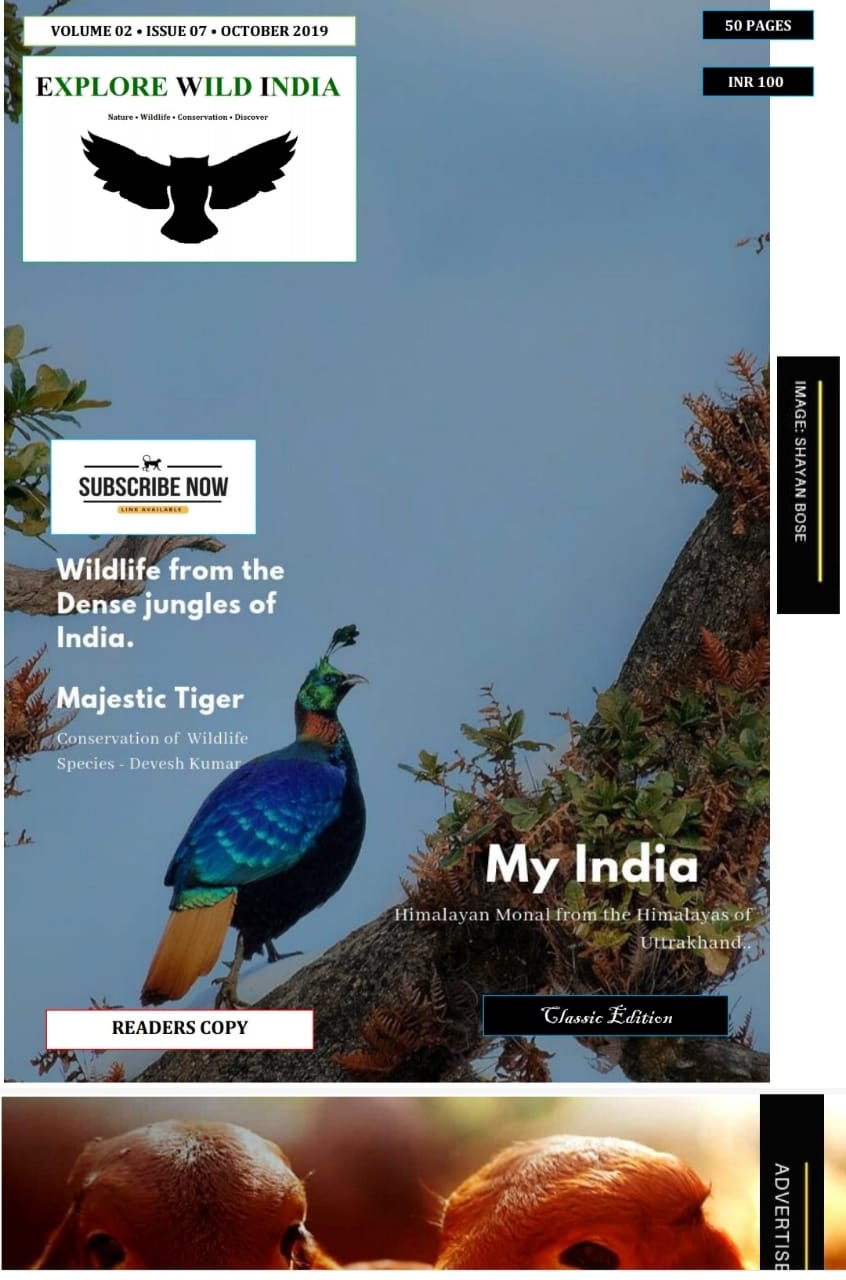 VOLUME 02 • ISSUE 07 • OCTOBER 2019
50 PAGES
INR 100
EXPLORE WILD INDIA
Nature • Wildlife • Conservation • Discover
IMAGE: SHAYAN BOSE
SUBSCRIBE NOW
LINK AVAILABLE
Wildlife from the
Dense jungles of
India.
Majestic Tiger
Conservation of Wildlife
Species - Devesh Kumar
My India
Himalayan Monal from the Himalayas of
Uttrakhand..
READERS COPY
Classic Edition
ADVERTISE